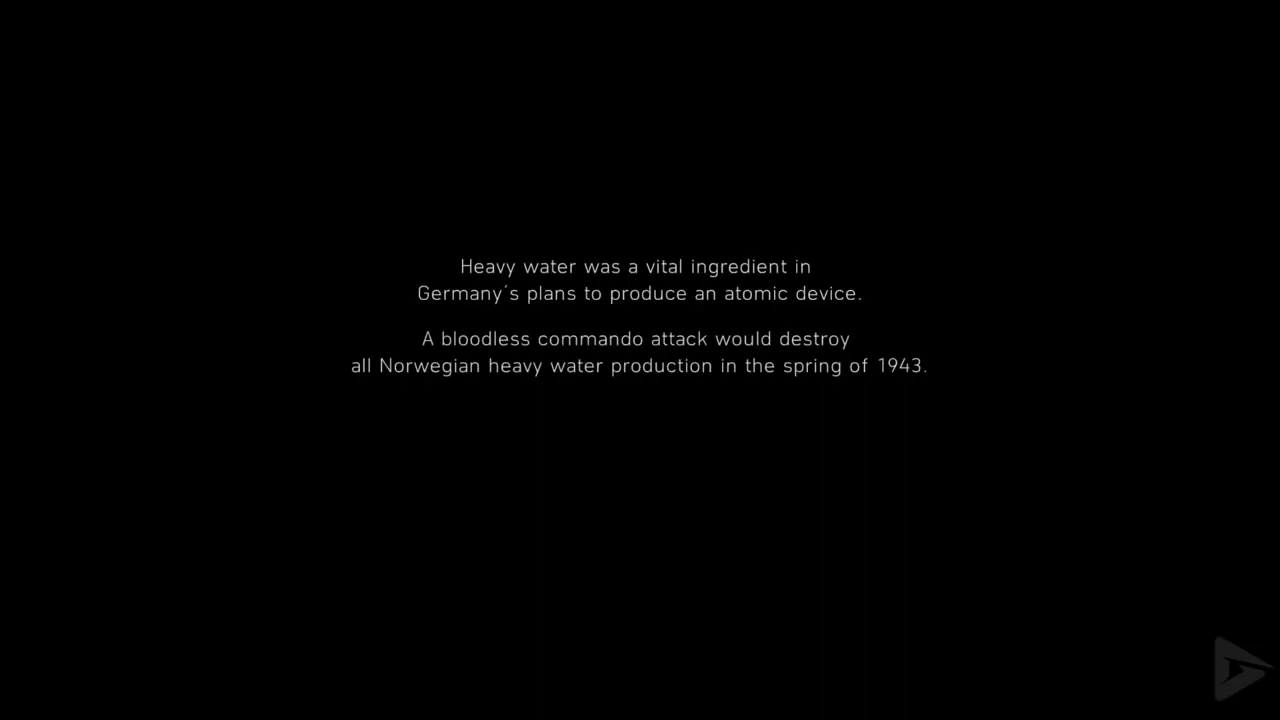 Heavy water was a vital ingredient in
Germany´s plans to produce an atomic device.
A bloodless commando attack would destroy
all Norwegian heavy water production in the spring of 1943.